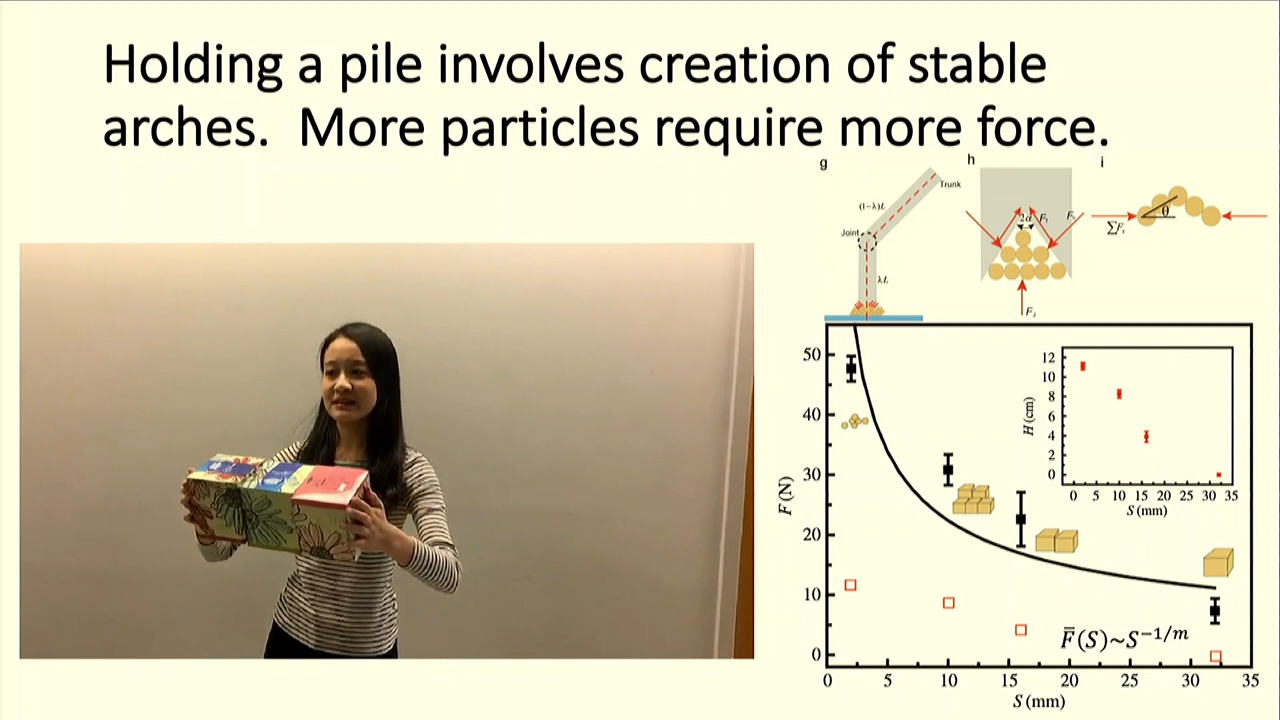 Holding a pile involves creation of stable
arches. More particles require more force.
g
h
i
Trunk
(1-λ)L
Joint
λL
2α
F₁
F₃
θ
F₂
50
40
30
20
10
0
F (N)
0
5
10
15
20
25
30
35
S (mm)
12
10
8
6
4
2
0
H (cm)
0
5
10
15
20
25
30
35
S (mm)
F̅(S)~S⁻¹/ᵐ